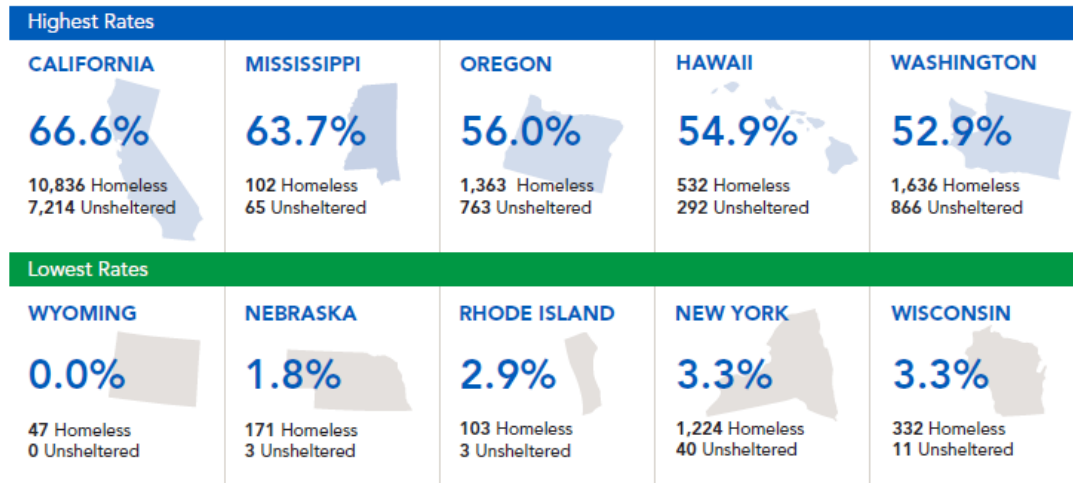 Highest Rates
CALIFORNIA
66.6%
10,836 Homeless
7,214 Unsheltered
MISSISSIPPI
63.7%
102 Homeless
65 Unsheltered
OREGON
56.0%
1,363 Homeless
763 Unsheltered
HAWAII
54.9%
532 Homeless
292 Unsheltered
WASHINGTON
52.9%
1,636 Homeless
866 Unsheltered
Lowest Rates
WYOMING
0.0%
47 Homeless
0 Unsheltered
NEBRASKA
1.8%
171 Homeless
3 Unsheltered
RHODE ISLAND
2.9%
103 Homeless
3 Unsheltered
NEW YORK
3.3%
1,224 Homeless
40 Unsheltered
WISCONSIN
3.3%
332 Homeless
11 Unsheltered